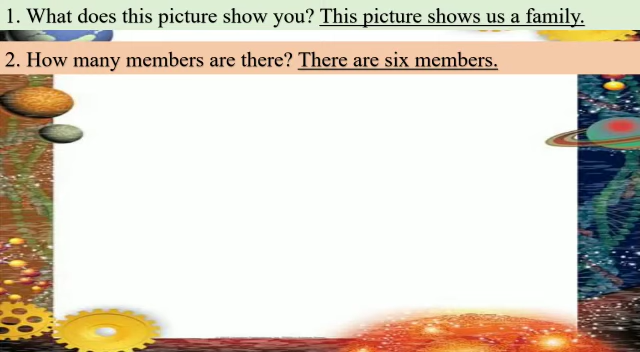 1. What does this picture show you? This picture shows us a family.
2. How many members are there? There are six members.